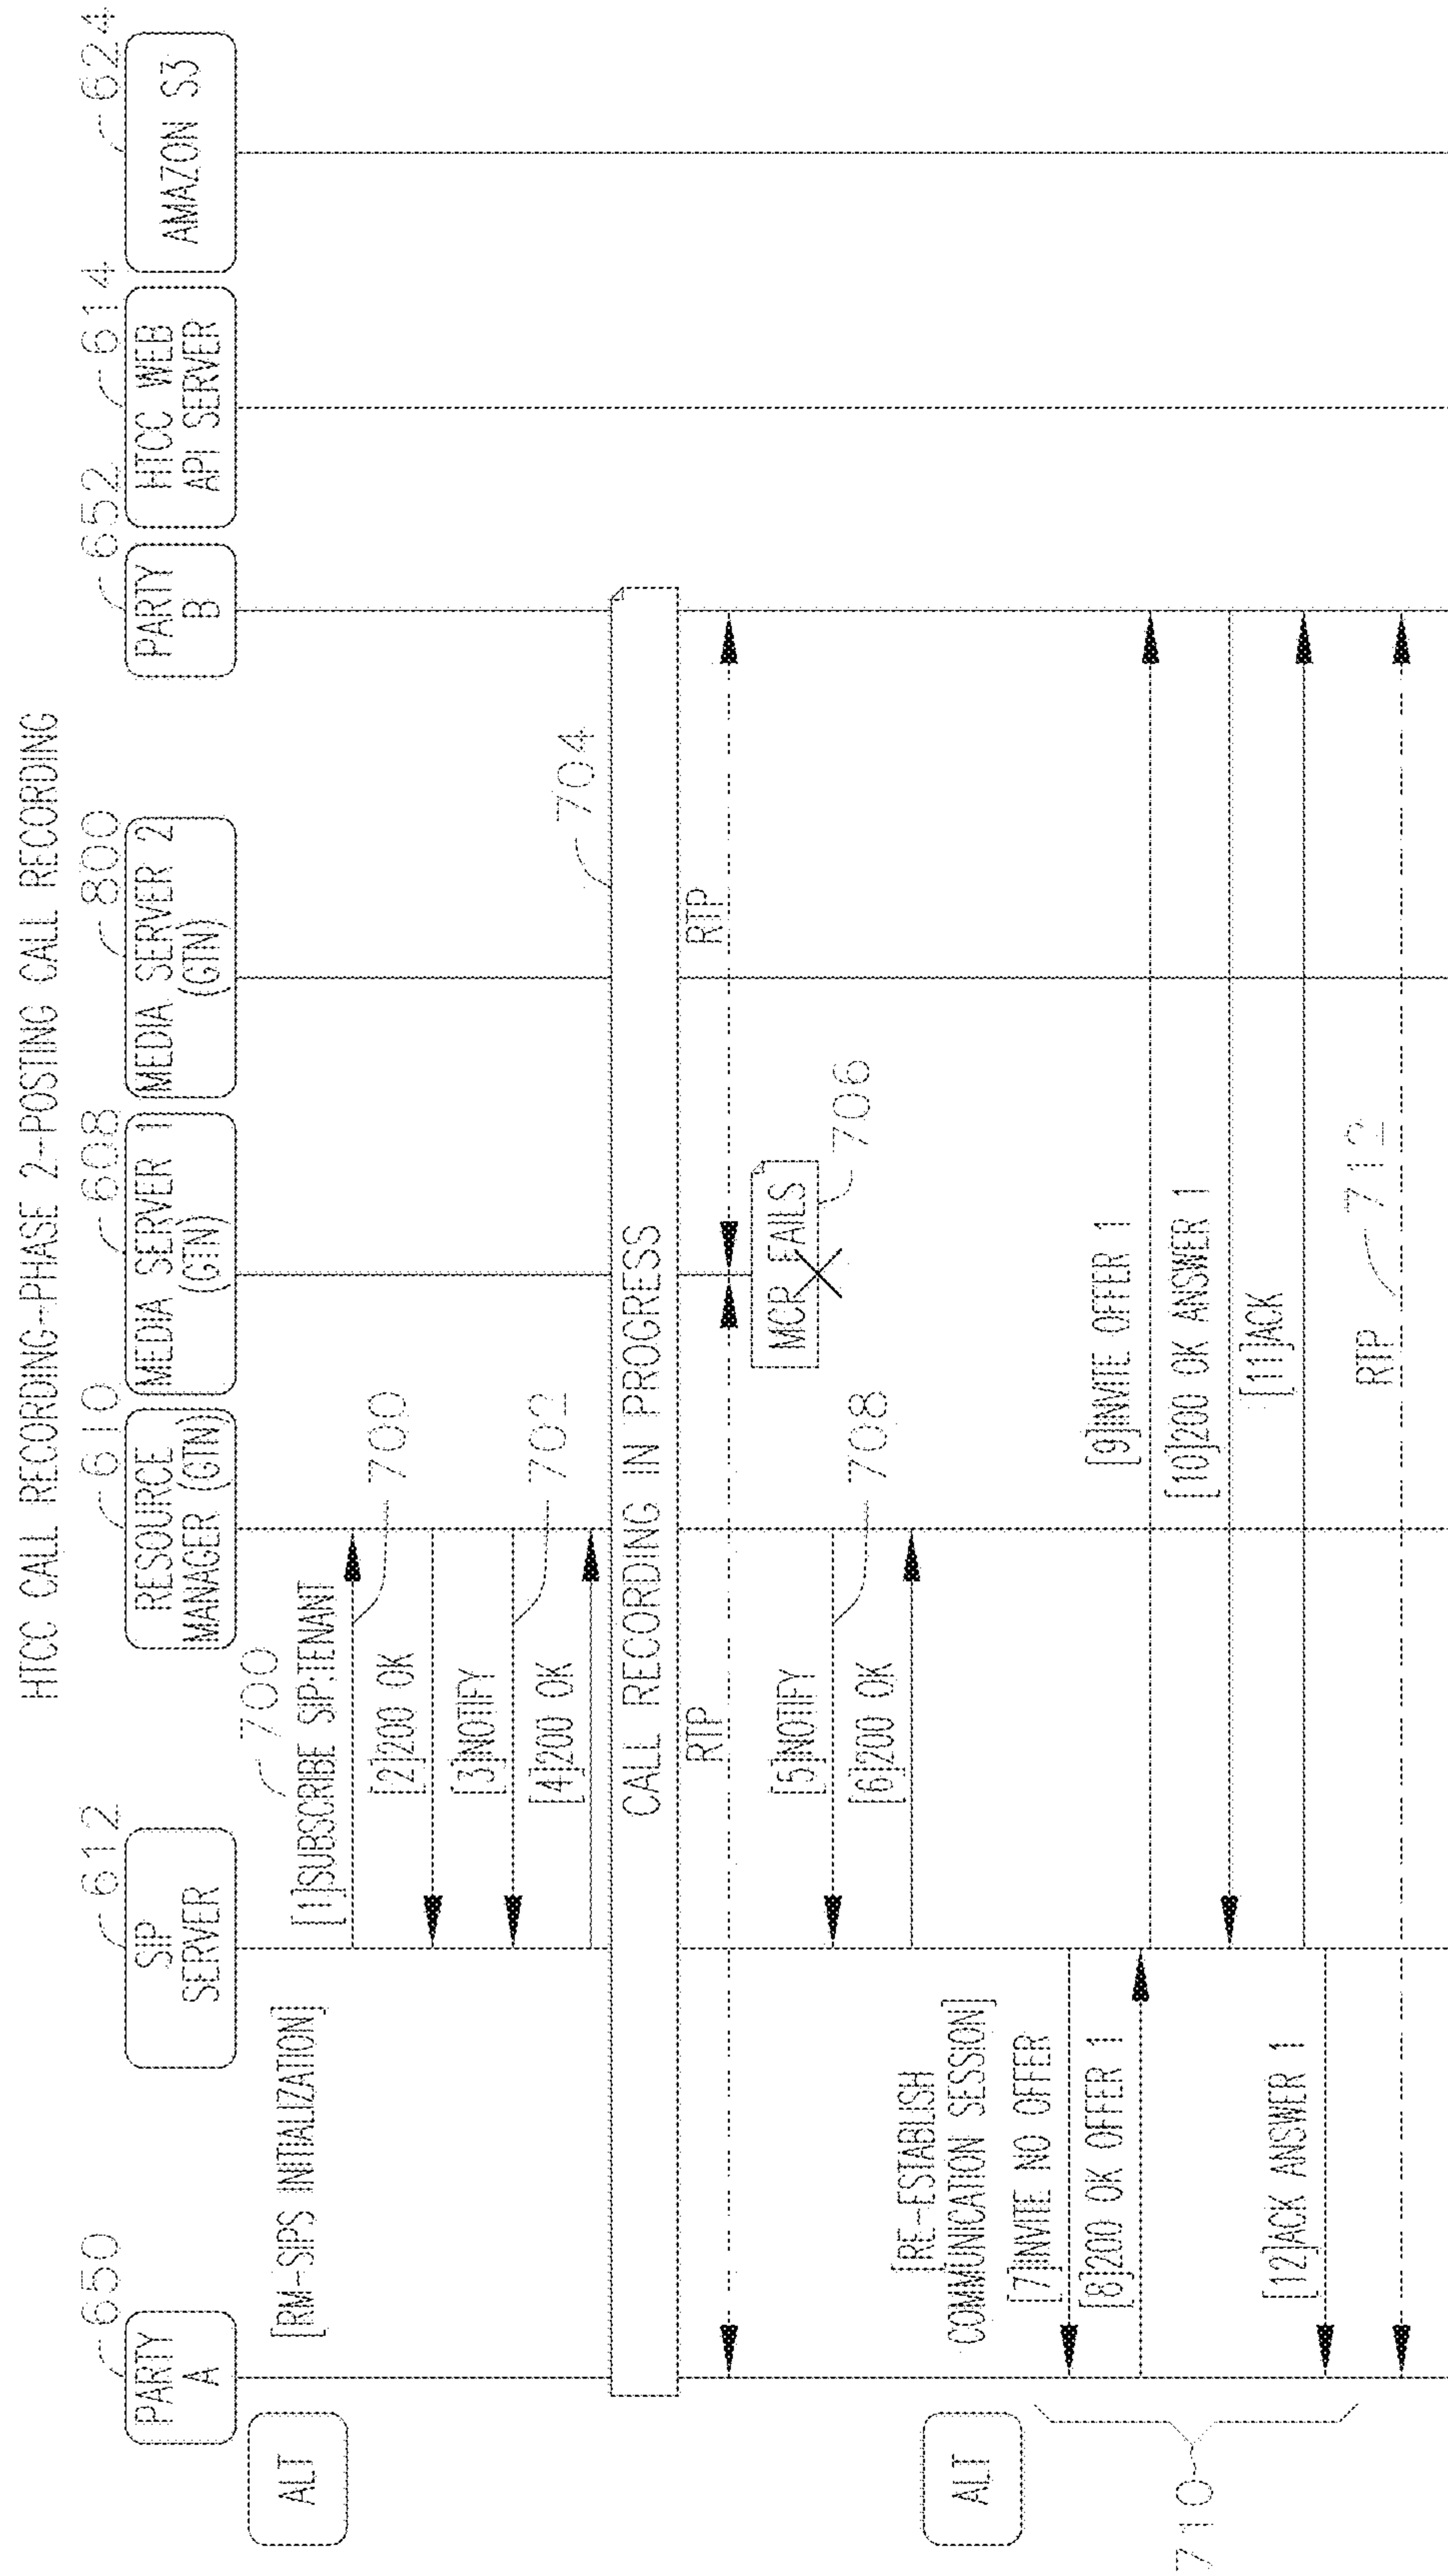 HTCC CALL RECORDING--PHASE 2--POSTING CALL RECORDING
650
612
610
608
800
652
614
624
PARTY
A
SIP
SERVER
RESOURCE
MANAGER (GTN)
MEDIA SERVER 1
(GTN)
MEDIA SERVER 2
(GTN)
PARTY
B
HTCC WEB
API SERVER
AMAZON S3
ALT
[RM-SIPS INITIALIZATION]
700
[1]SUBSCRIBE SIP:TENANT
700
[2]200 OK
[3]NOTIFY
702
[4]200 OK
704
CALL RECORDING IN PROGRESS
RTP
RTP
MCP FAILS
706
[5]NOTIFY
708
[6]200 OK
ALT
[RE-ESTABLISH
COMMUNICATION SESSION]
[7]INVITE NO OFFER
[8]200 OK OFFER 1
[9]INVITE OFFER 1
[10]200 OK ANSWER 1
[11]ACK
[12]ACK ANSWER 1
710
RTP
712